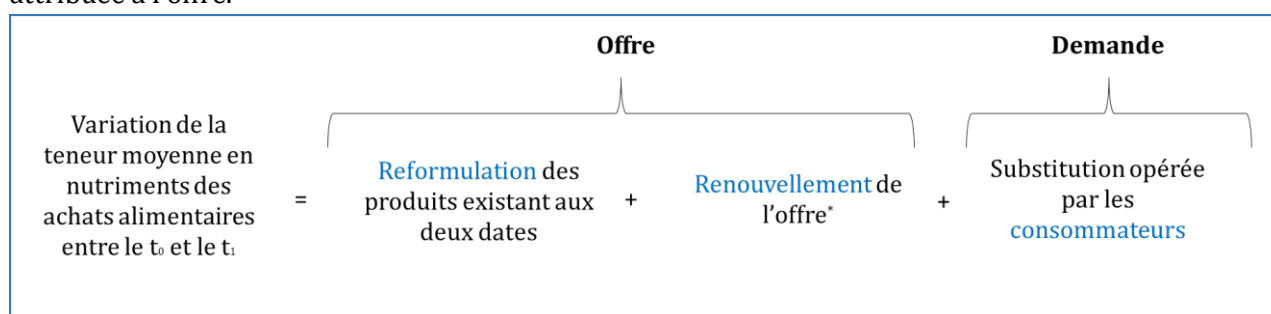 attribuée à l'offre.
Offre
Demande
Variation de la
teneur moyenne en
nutriments des
achats alimentaires
entre le t₀ et le t₁
=
Reformulation des
produits existant aux
deux dates
+
Renouvellement de
l'offre*
+
Substitution opérée
par les
consommateurs